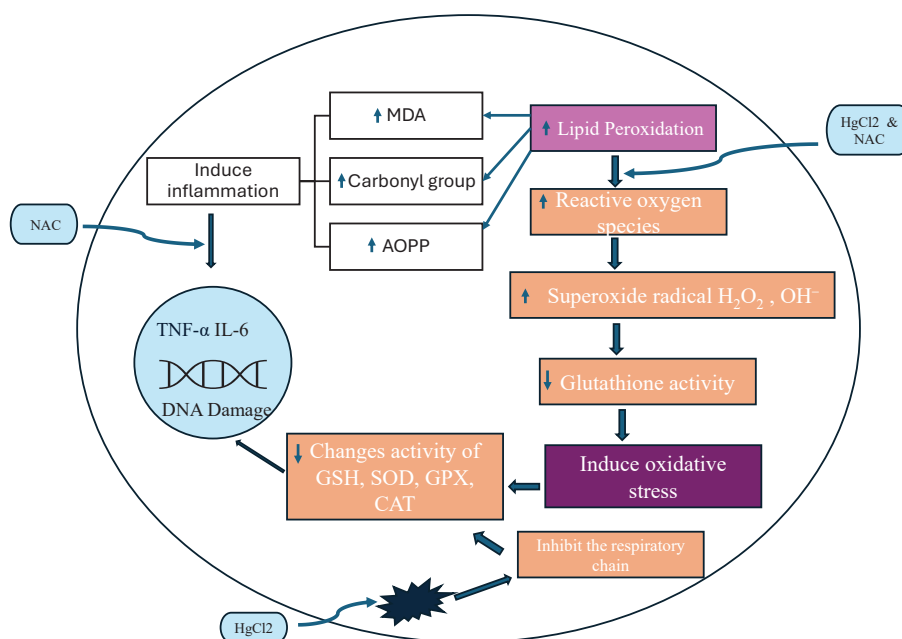 MDA
Lipid Peroxidation
HgCl2 &
NAC
Induce
inflammation
Carbonyl group
Reactive oxygen
species
NAC
AOPP
Superoxide radical H₂O₂ , OH⁻
TNF-α IL-6
DNA Damage
Glutathione activity
Changes activity of
GSH, SOD, GPX,
CAT
Induce oxidative
stress
Inhibit the respiratory
chain
HgCl2